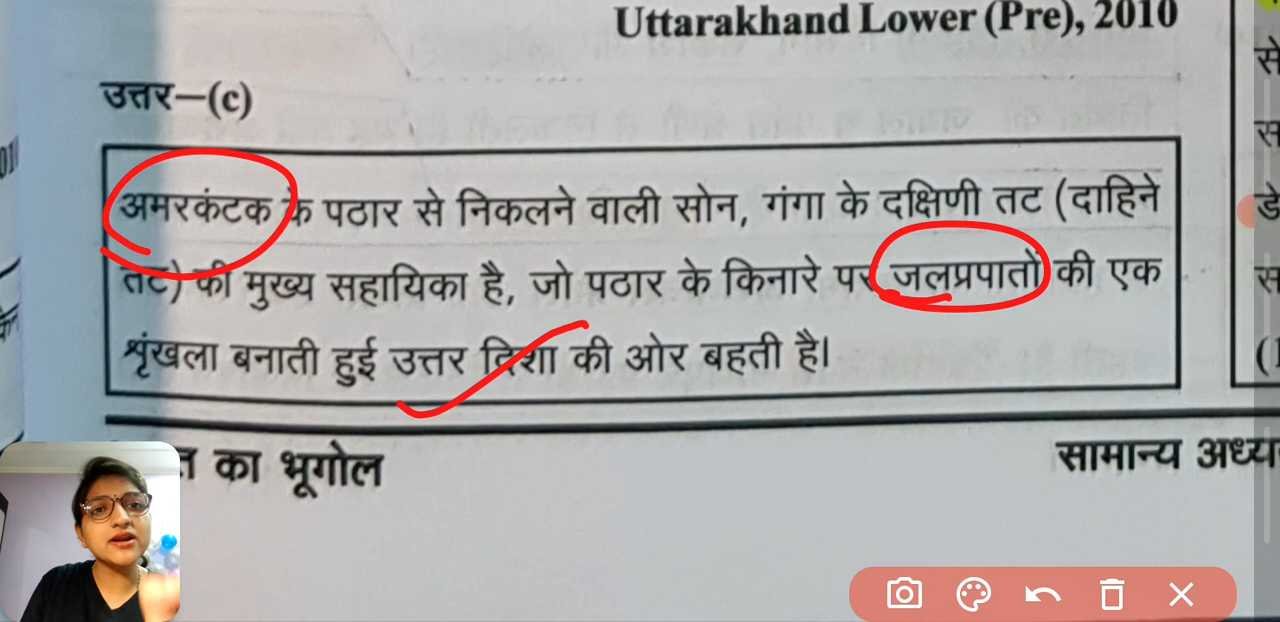 Uttarakhand Lower (Pre), 2010
उत्तर–(c)
अमरकंटक के पठार से निकलने वाली सोन, गंगा के दक्षिणी तट (दाहिने
तट) की मुख्य सहायिका है, जो पठार के किनारे पर जलप्रपातों की एक
शृंखला बनाती हुई उत्तर दिशा की ओर बहती है।
का भूगोल
सामान्य